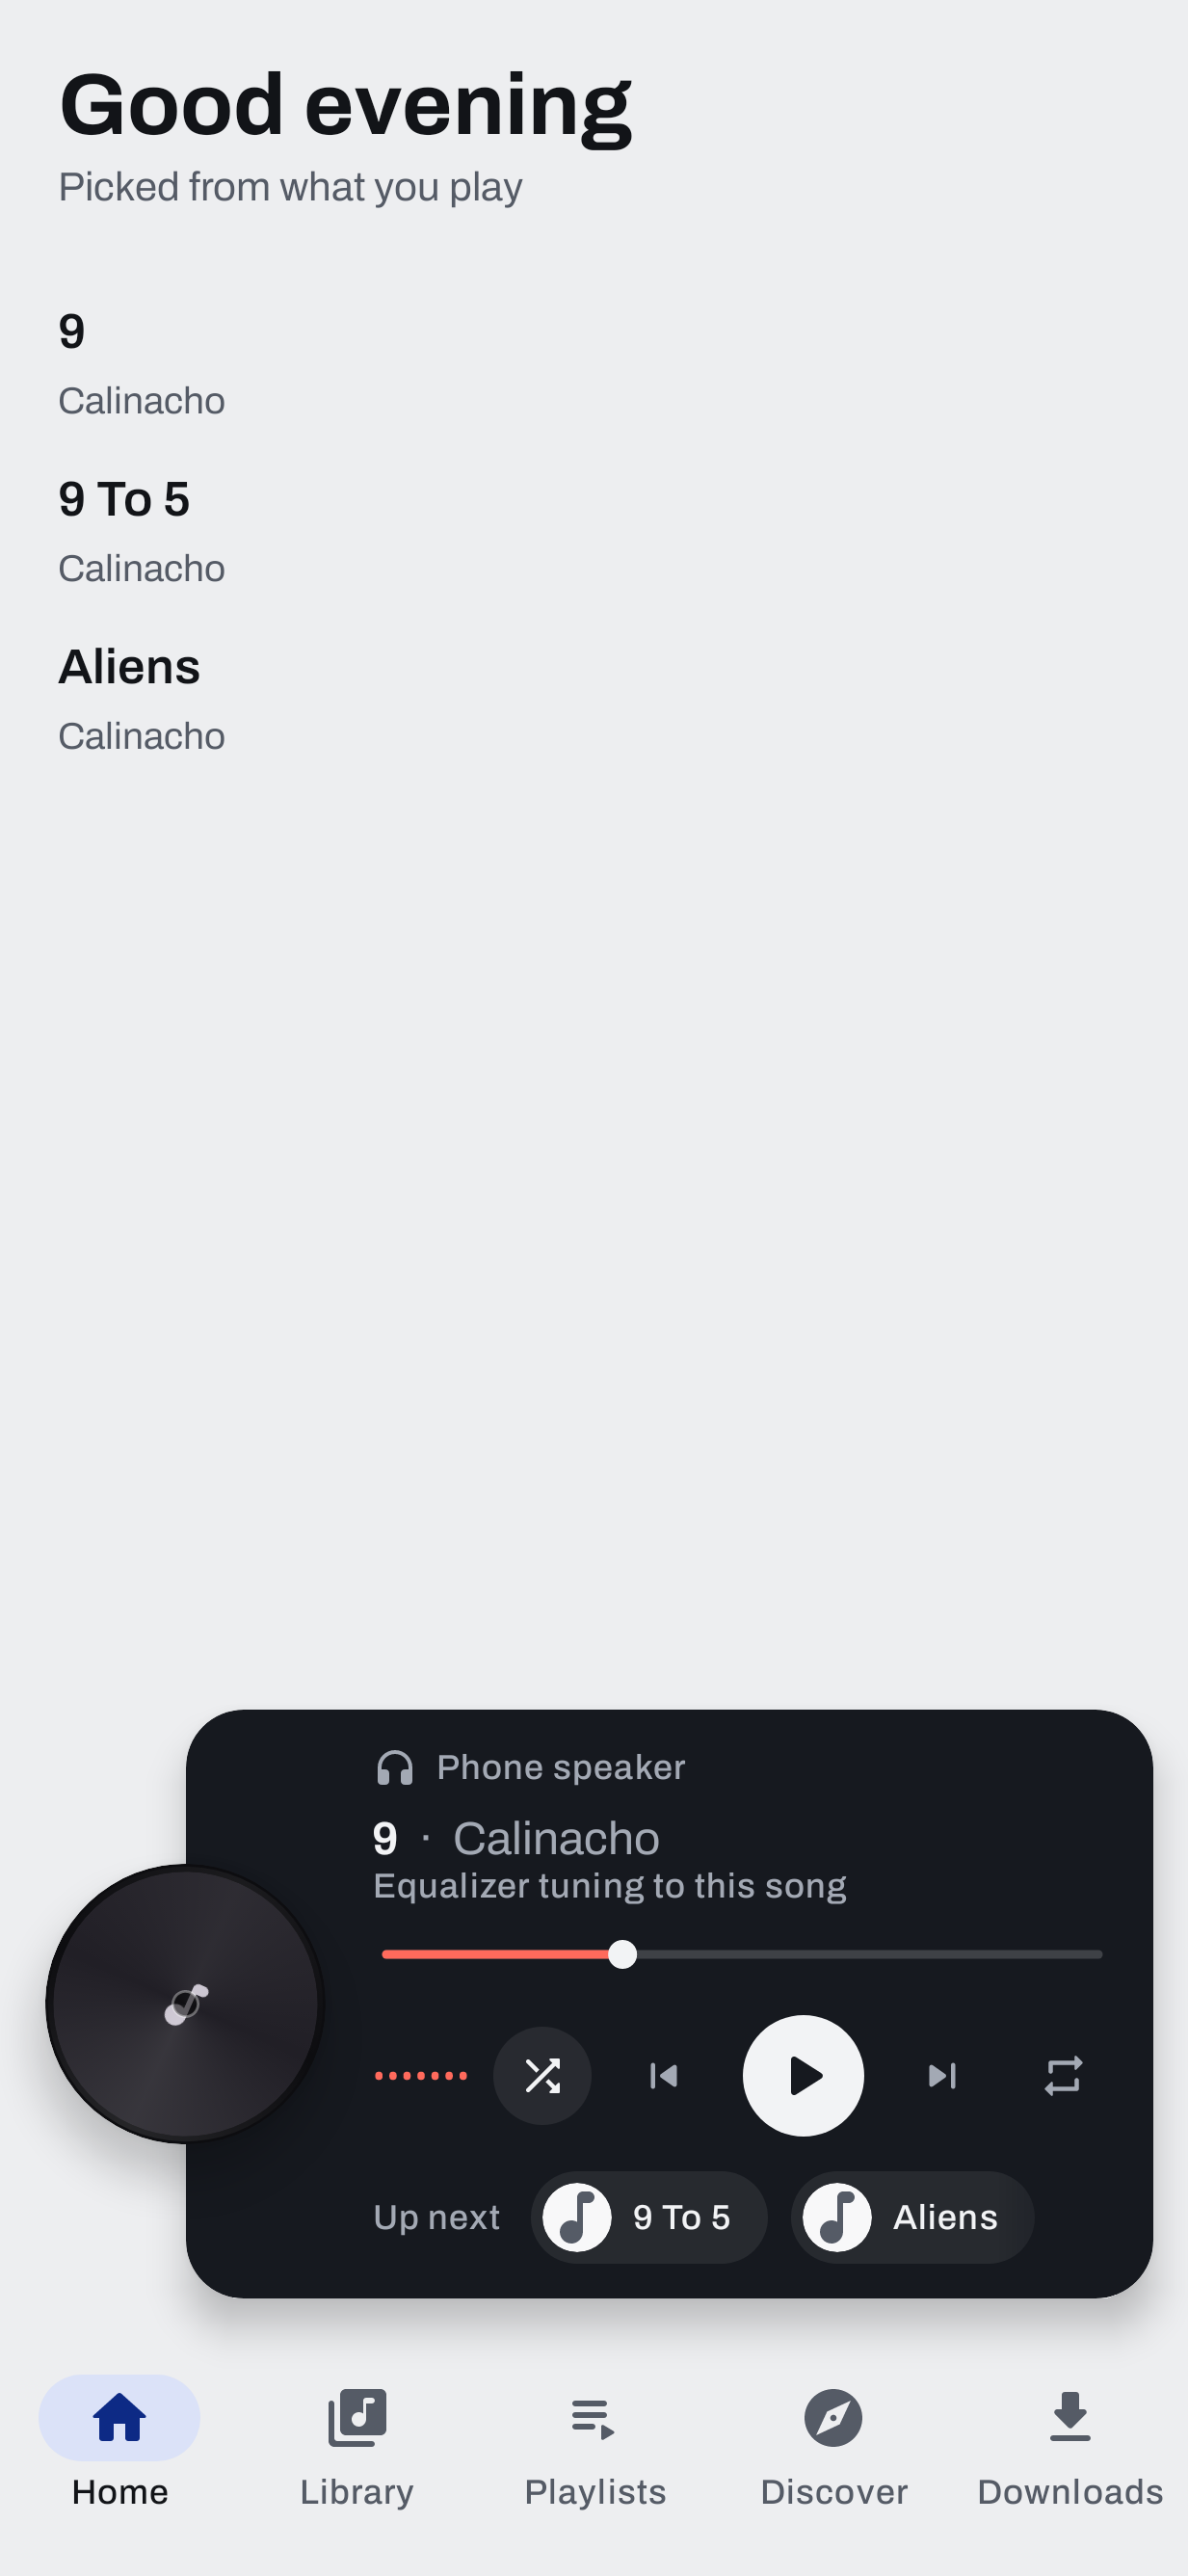 Good evening
Picked from what you play
9
Calinacho
9 To 5
Calinacho
Aliens
Calinacho
Phone speaker
9 · Calinacho
Equalizer tuning to this song
Up next 9 To 5 Aliens
Home Library Playlists Discover Downloads